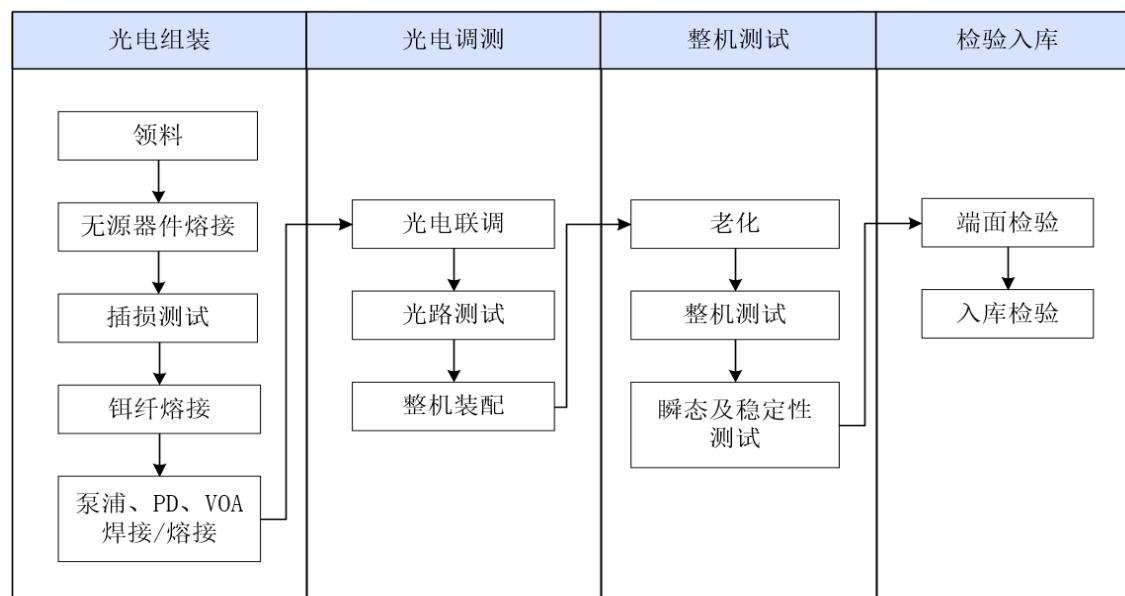 光电组装
光电调测
整机测试
检验入库
领料
无源器件熔接
插损测试
铒纤熔接
泵浦、PD、VOA
焊接/熔接
光电联调
光路测试
整机装配
老化
整机测试
瞬态及稳定性
测试
端面检验
入库检验